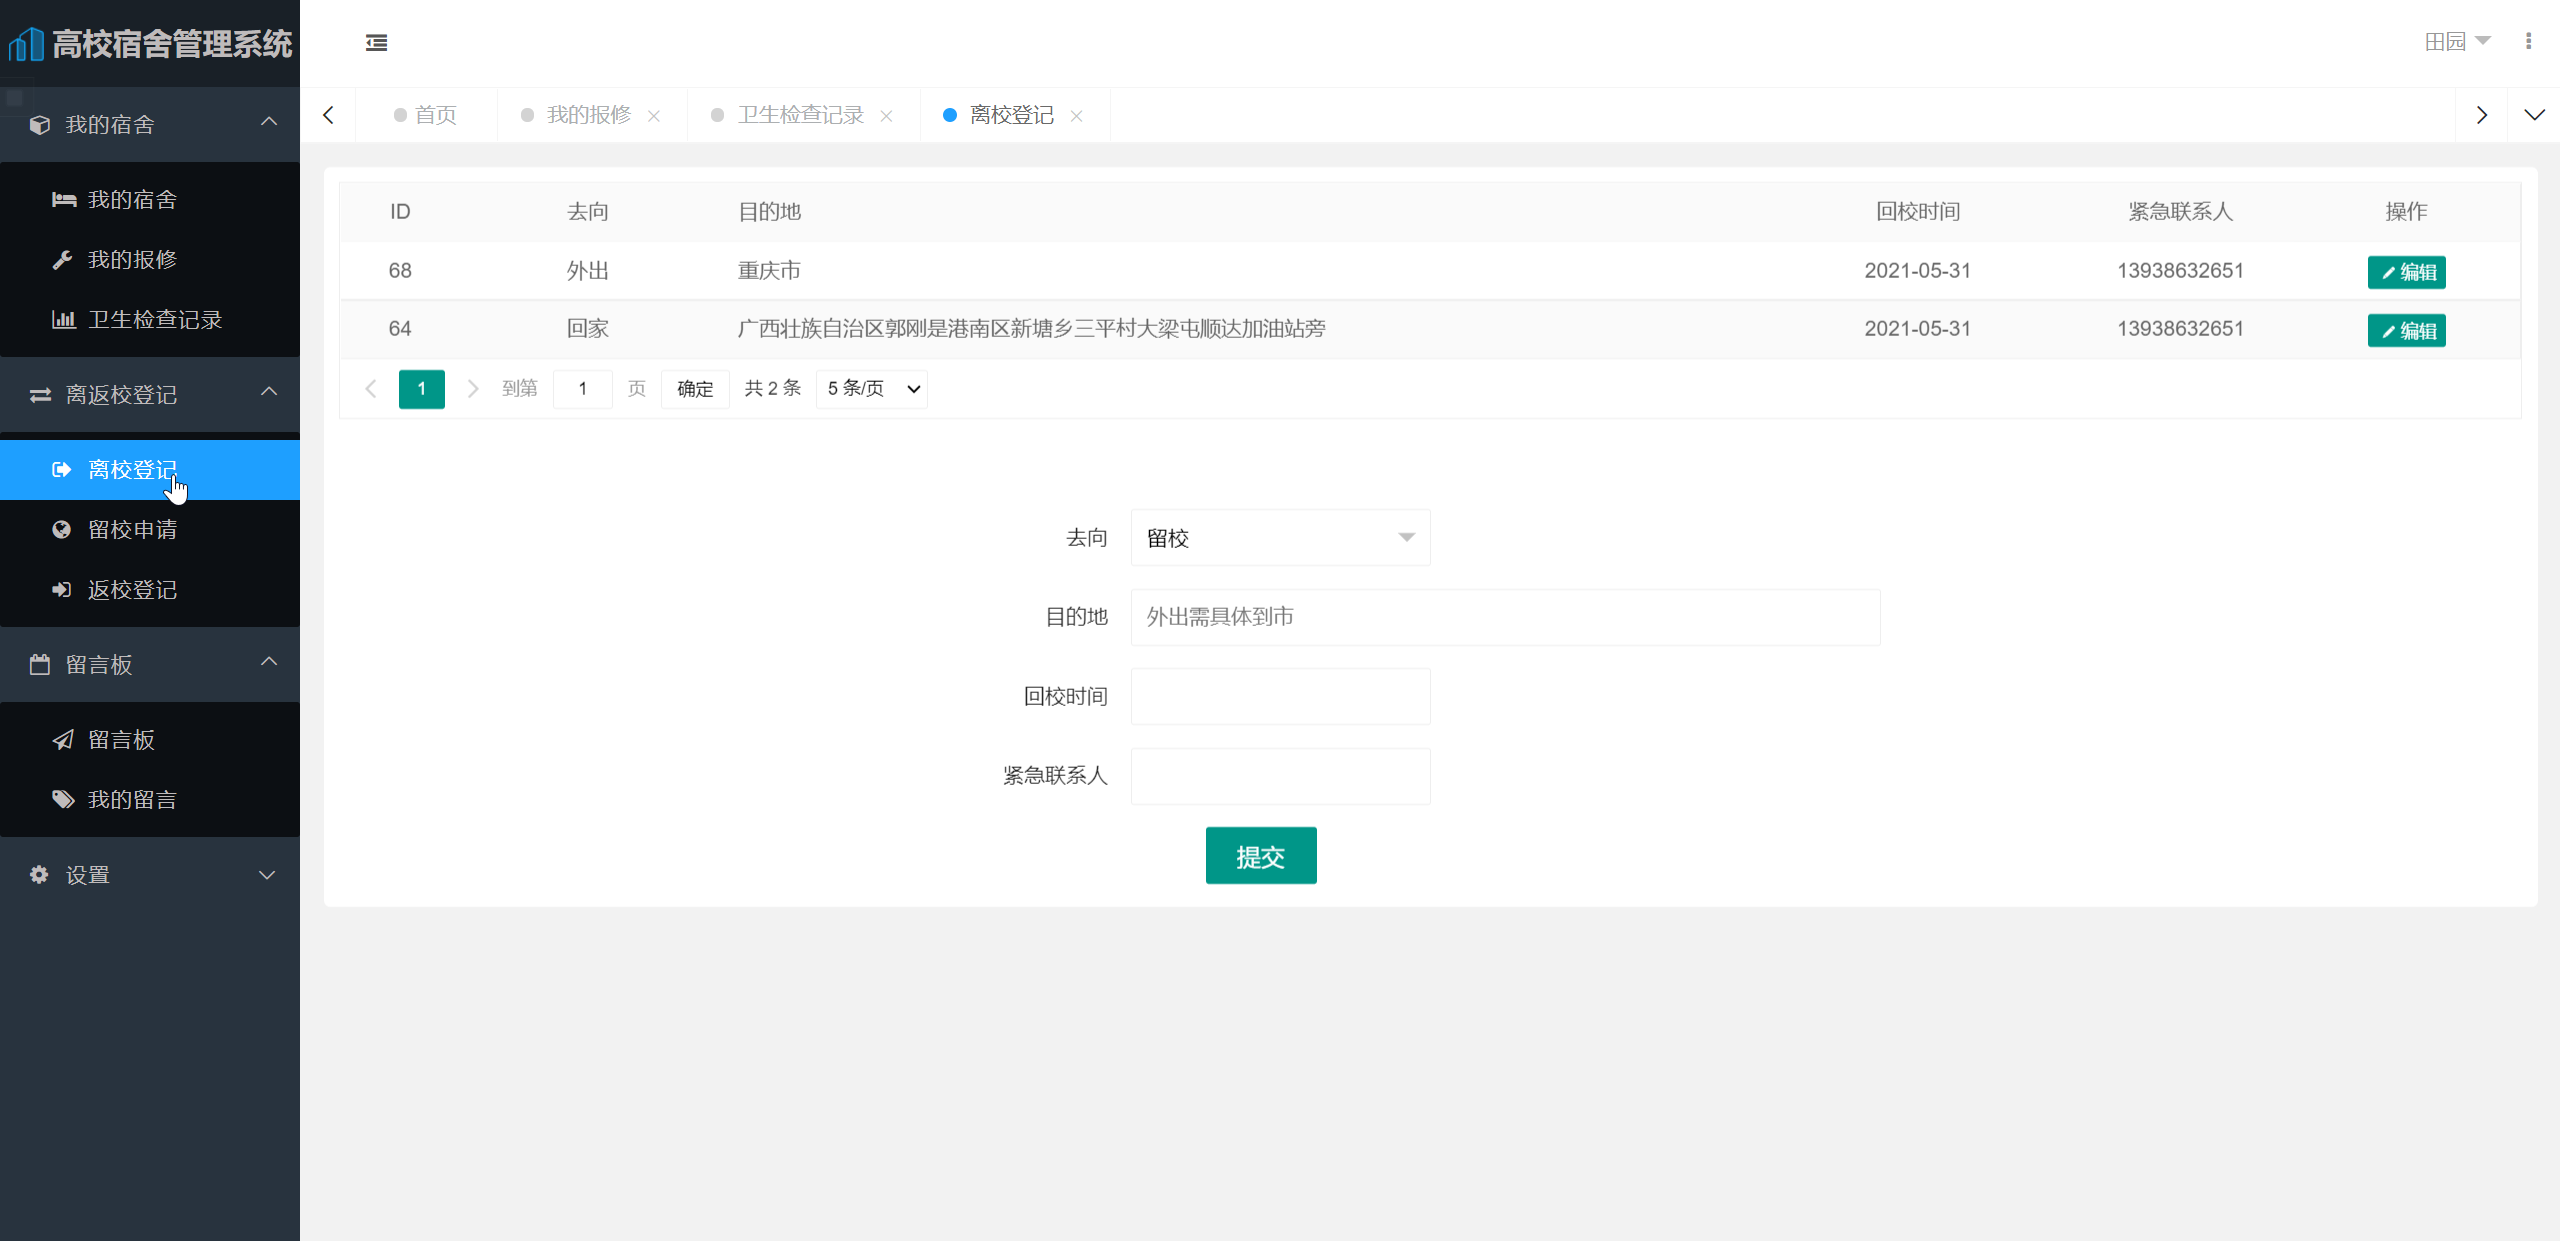 高校宿舍管理系统
田园
我的宿舍
我的宿舍
我的报修
卫生检查记录
离返校登记
离校登记
留校申请
返校登记
留言板
留言板
我的留言
设置
首页 我的报修 卫生检查记录 离校登记
ID 去向 目的地 回校时间 紧急联系人 操作
68 外出 重庆市 2021-05-31 13938632651 编辑
64 回家 广西壮族自治区郭刚是港南区新塘乡三平村大梁屯顺达加油站旁 2021-05-31 13938632651 编辑
1 到第 1 页 确定 共 2 条 5 条/页
去向 留校
目的地 外出需具体到市
回校时间
紧急联系人
提交